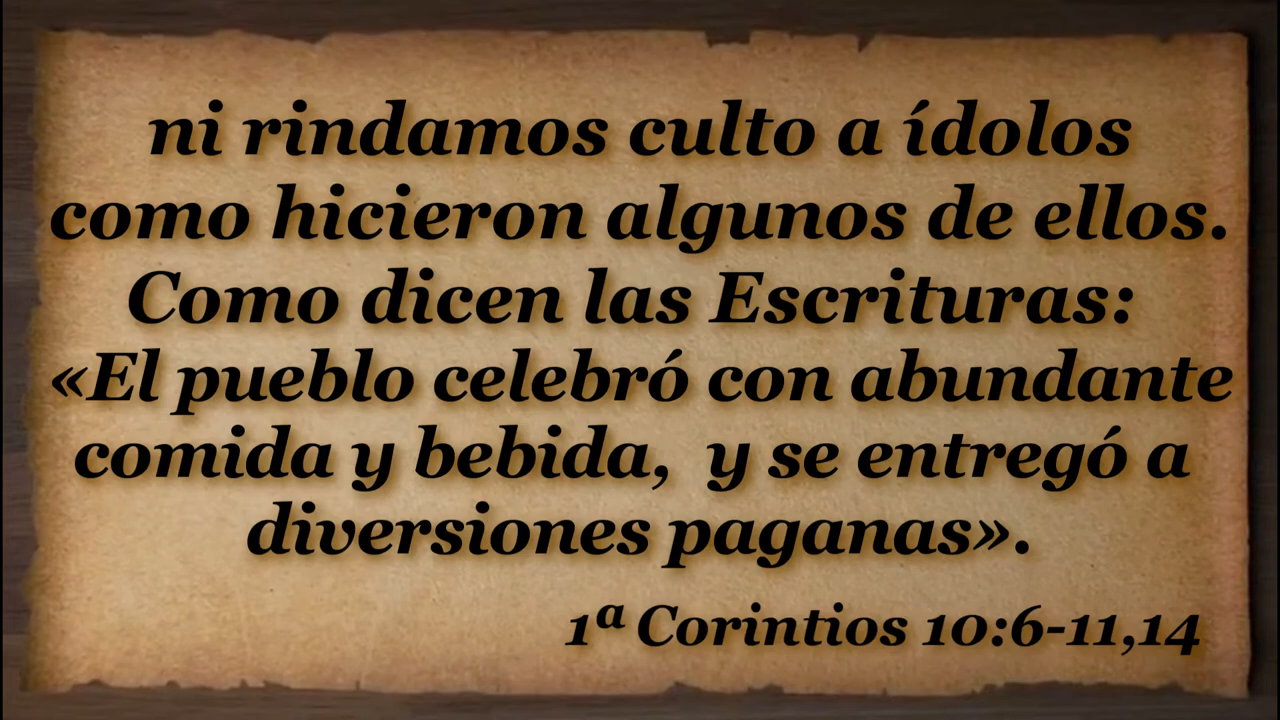 ni rindamos culto a ídolos
como hicieron algunos de ellos.
Como dicen las Escrituras:
«El pueblo celebró con abundante
comida y bebida, y se entregó a
diversiones paganas».
1ª Corintios 10:6-11,14